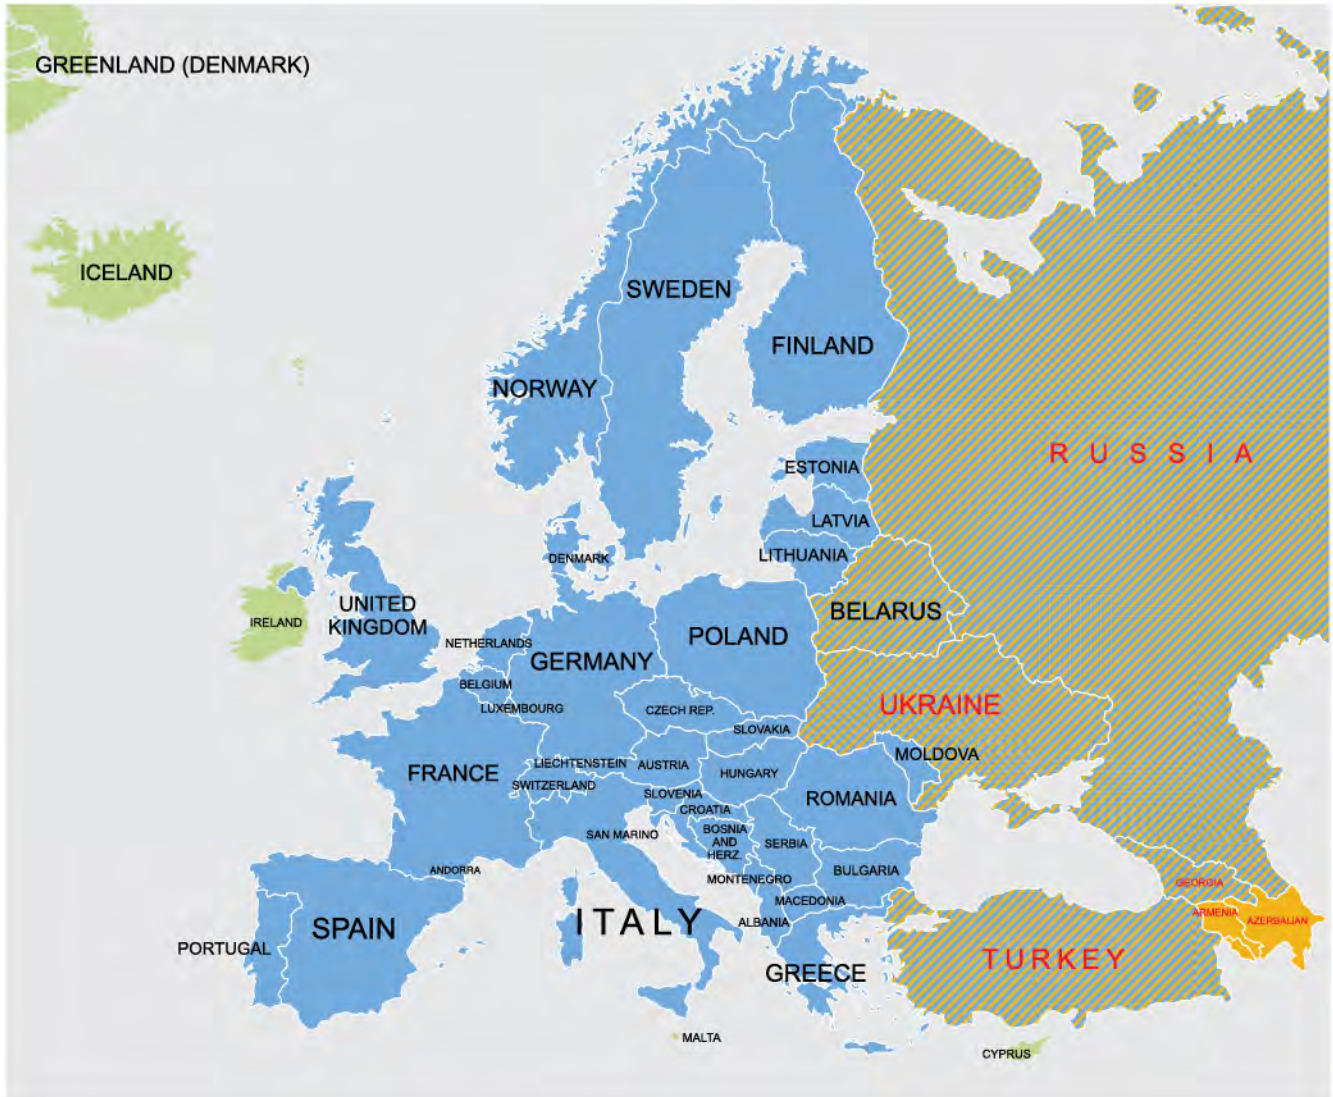 GREENLAND (DENMARK)
ICELAND
SWEDEN
FINLAND
NORWAY
RUSSIA
ESTONIA
LATVIA
LITHUANIA
DENMARK
UNITED
KINGDOM
IRELAND
BELARUS
POLAND
NETHERLANDS
GERMANY
BELGIUM
LUXEMBOURG
CZECH REP.
UKRAINE
SLOVAKIA
MOLDOVA
FRANCE
LIECHTENSTEIN
AUSTRIA
HUNGARY
SWITZERLAND
SLOVENIA
ROMANIA
CROATIA
SAN MARINO
BOSNIA
AND
HERZ.
SERBIA
ANDORRA
MONTENEGRO
BULGARIA
GEORGIA
MACEDONIA
ARMENIA
AZERBAIJAN
SPAIN
ITALY
ALBANIA
PORTUGAL
TURKEY
GREECE
MALTA
CYPRUS